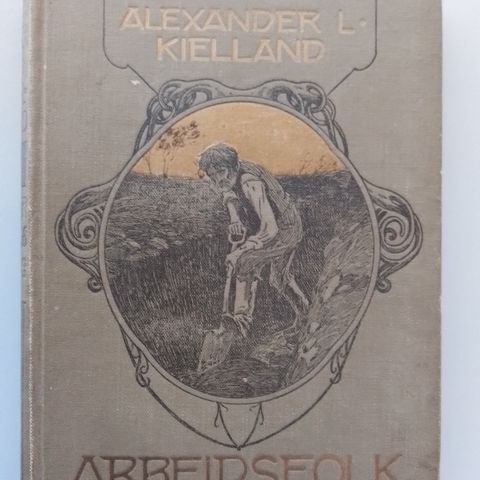 ALEXANDER L.
KIELLAND
ARBEIDSFOLK